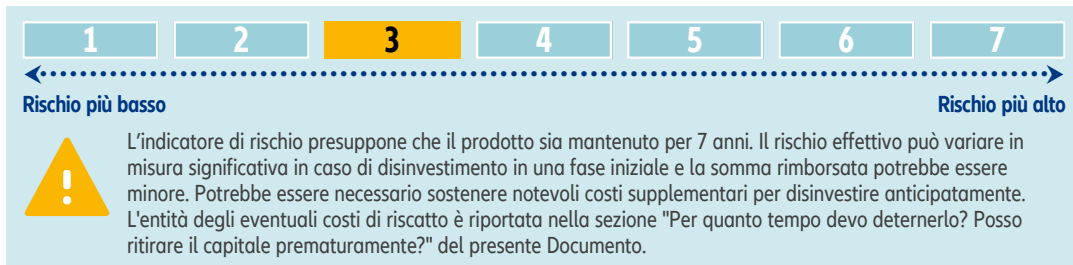 1 2 3 4 5 6 7
Rischio più basso Rischio più alto
L'indicatore di rischio presuppone che il prodotto sia mantenuto per 7 anni. Il rischio effettivo può variare in
misura significativa in caso di disinvestimento in una fase iniziale e la somma rimborsata potrebbe essere
minore. Potrebbe essere necessario sostenere notevoli costi supplementari per disinvestire anticipatamente.
L'entità degli eventuali costi di riscatto è riportata nella sezione "Per quanto tempo devo deternerlo? Posso
ritirare il capitale prematuramente?" del presente Documento.